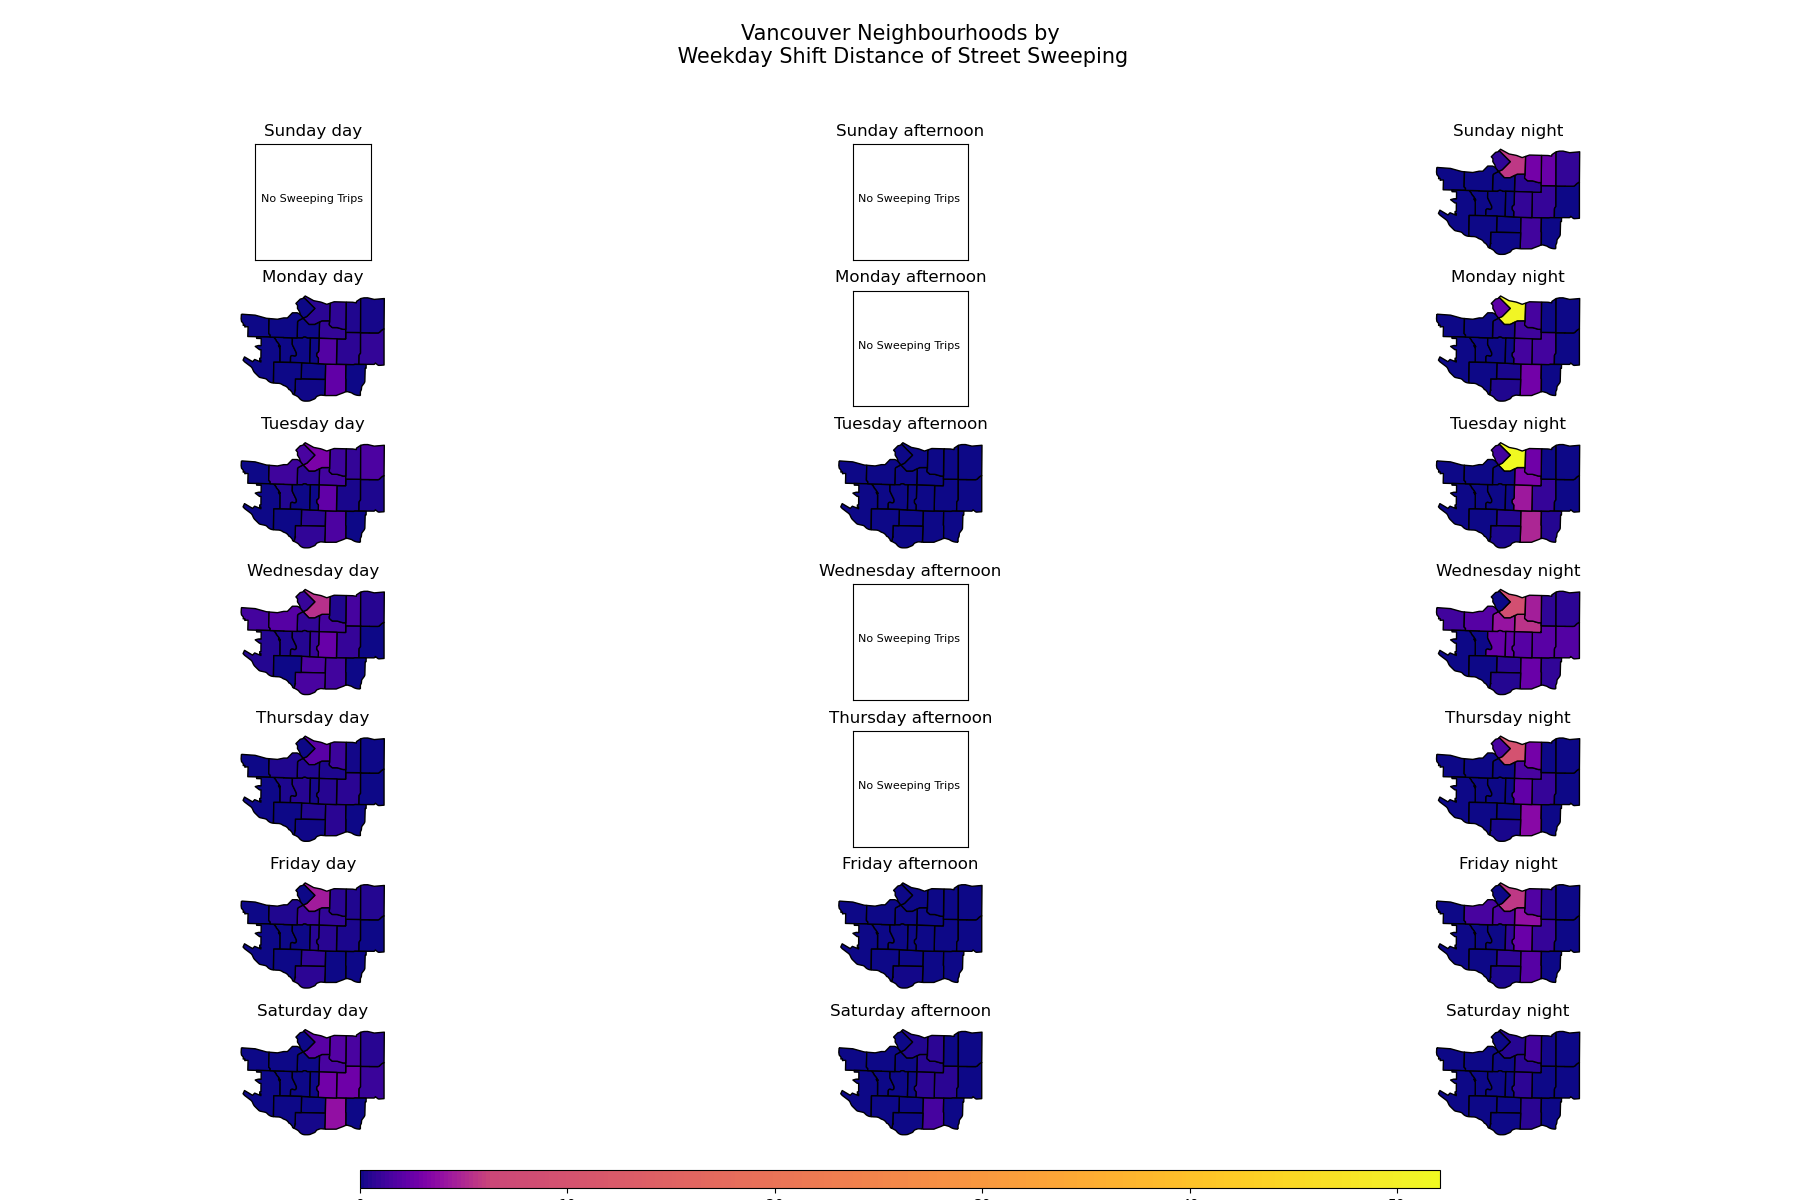 Vancouver Neighbourhoods by
Weekday Shift Distance of Street Sweeping
Sunday day
Sunday afternoon
Sunday night
No Sweeping Trips
No Sweeping Trips
Monday day
Monday afternoon
Monday night
No Sweeping Trips
Tuesday day
Tuesday afternoon
Tuesday night
Wednesday day
Wednesday afternoon
Wednesday night
No Sweeping Trips
Thursday day
Thursday afternoon
Thursday night
No Sweeping Trips
Friday day
Friday afternoon
Friday night
Saturday day
Saturday afternoon
Saturday night